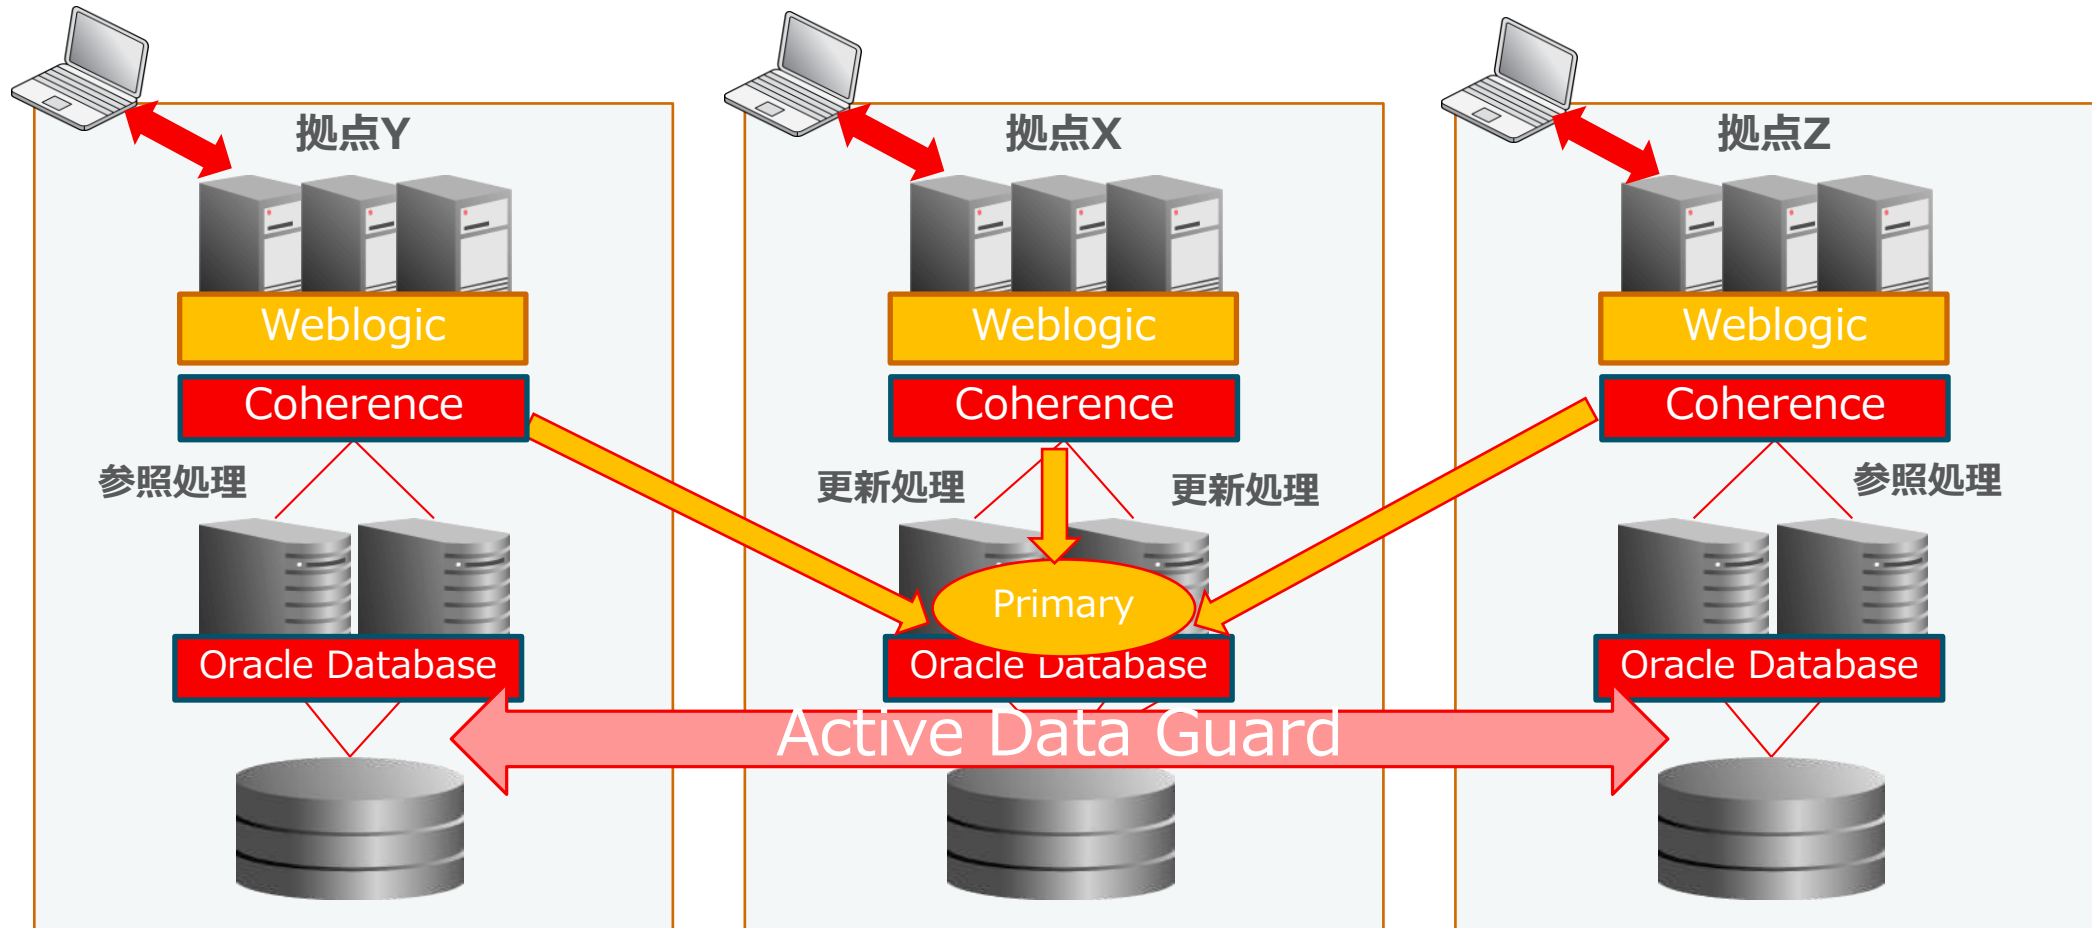 拠点Y
拠点X
拠点Z
Weblogic
Weblogic
Weblogic
Coherence
Coherence
Coherence
参照処理
更新処理
更新処理
参照処理
Primary
Oracle Database
Oracle Database
Oracle Database
Active Data Guard